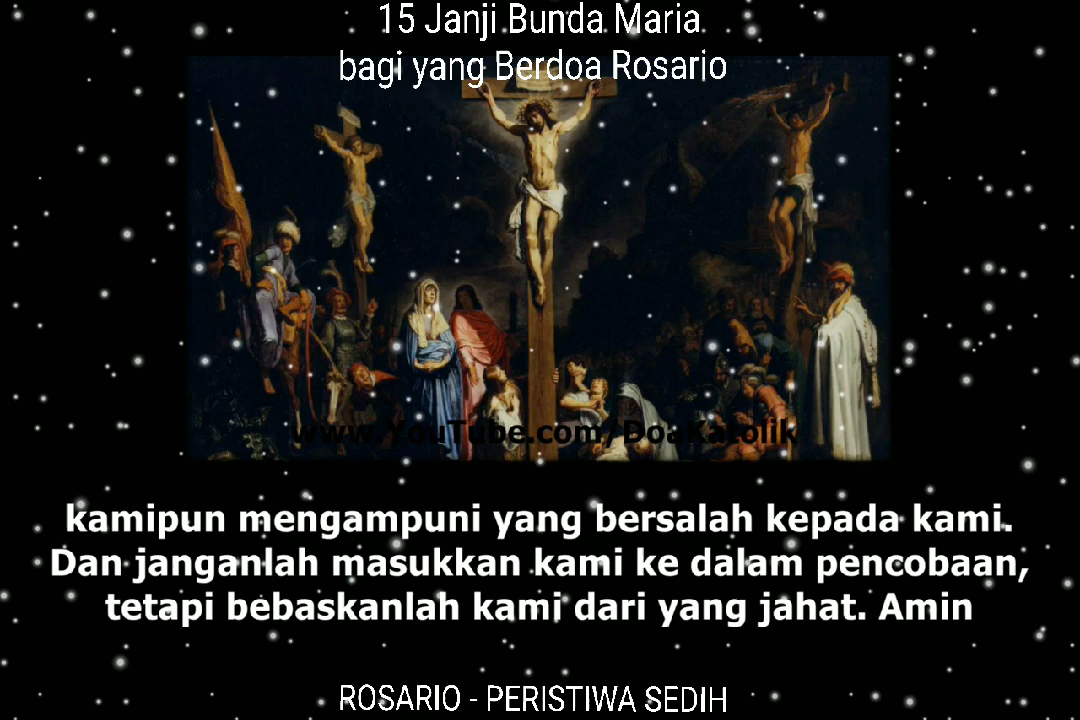 15 Janji Bunda Maria
bagi yang Berdoa Rosario
www.YouTube.com/DoaKatolik
kamipun mengampuni yang bersalah kepada kami.
Dan janganlah masukkan kami ke dalam pencobaan,
tetapi bebaskanlah kami dari yang jahat. Amin
ROSARIO - PERISTIWA SEDIH